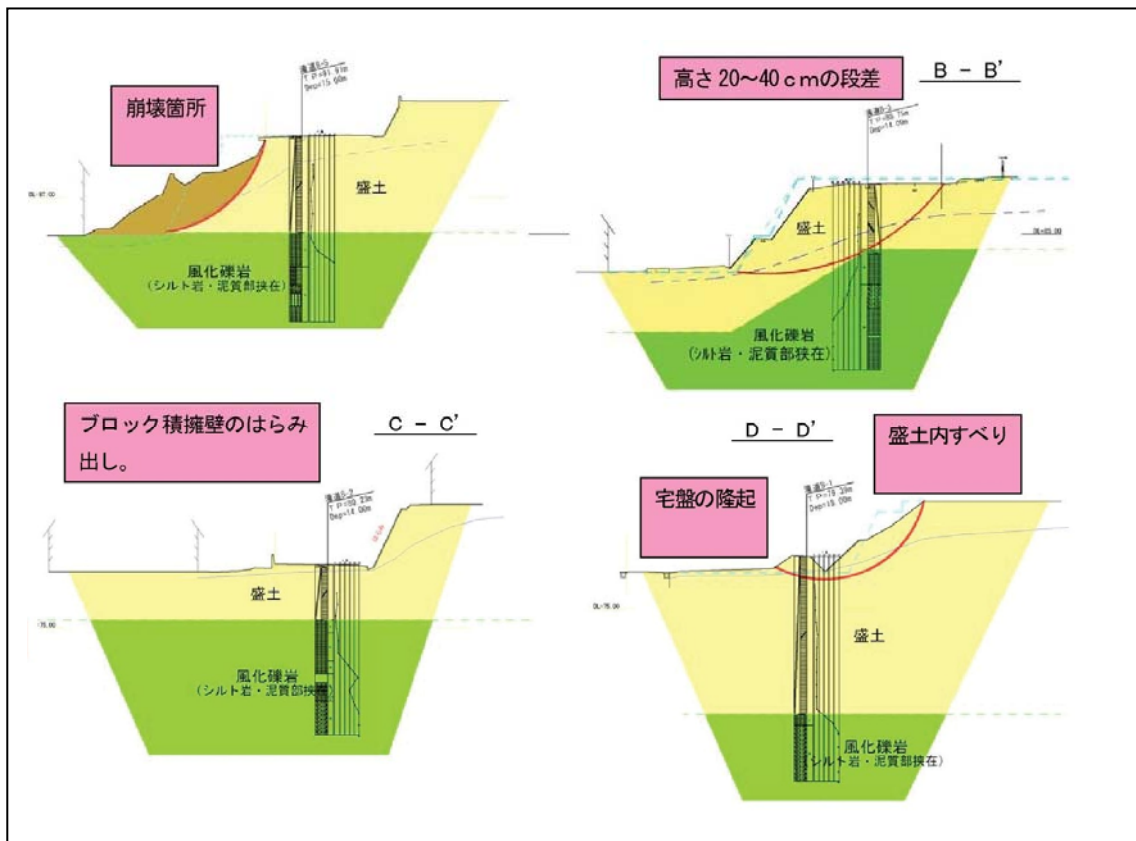 崩壊箇所
盛土
風化礫岩
(シルト岩・泥質部挟在)
高さ20～40cmの段差
B - B'
盛土
風化礫岩
(シルト岩・泥質部挟在)
ブロック積擁壁のはらみ
出し。
C - C'
はらみ
盛土
風化礫岩
(シルト岩・泥質部挟在)
D - D'
盛土内すべり
宅盤の隆起
盛土
風化礫岩
(シルト岩・泥質部挟在)